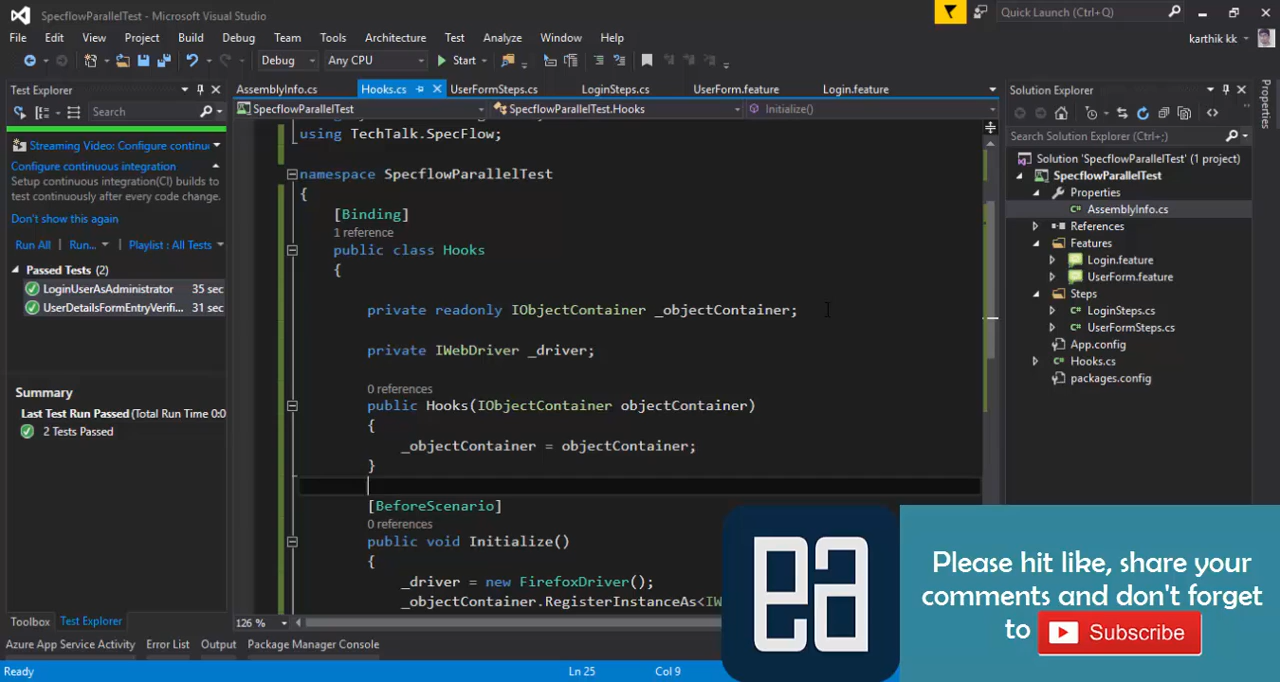 SpecflowParallelTest - Microsoft Visual Studio
Quick Launch (Ctrl+Q)
File Edit View Project Build Debug Team Tools Architecture Test Analyze Window Help
karthik kk
Debug Any CPU Start
Test Explorer
Search
Streaming Video: Configure continu
Configure continuous integration
Setup continuous integration(CI) builds to
test continuously after every code change.
Don't show this again
Run All | Run... | Playlist : All Tests
Passed Tests (2)
LoginUserAsAdministrator 35 sec
UserDetailsFormEntryVerifi... 31 sec
Summary
Last Test Run Passed (Total Run Time 0:0
2 Tests Passed
Toolbox Test Explorer
AssemblyInfo.cs Hooks.cs UserFormSteps.cs LoginSteps.cs UserForm.feature Login.feature
SpecflowParallelTest SpecflowParallelTest.Hooks Initialize()
using TechTalk.SpecFlow;
namespace SpecflowParallelTest
{
[Binding]
1 reference
public class Hooks
{
private readonly IObjectContainer _objectContainer;
private IWebDriver _driver;
0 references
public Hooks(IObjectContainer objectContainer)
{
_objectContainer = objectContainer;
}
[BeforeScenario]
0 references
public void Initialize()
{
_driver = new FirefoxDriver();
_objectContainer.RegisterInstanceAs<IW
126 %
Solution Explorer
Search Solution Explorer (Ctrl+;)
Solution 'SpecflowParallelTest' (1 project)
SpecflowParallelTest
Properties
AssemblyInfo.cs
References
Features
Login.feature
UserForm.feature
Steps
LoginSteps.cs
UserFormSteps.cs
App.config
Hooks.cs
packages.config
Properties
ea
Please hit like, share your
comments and don't forget
to Subscribe
Azure App Service Activity Error List Output Package Manager Console
Ready Ln 25 Col 9